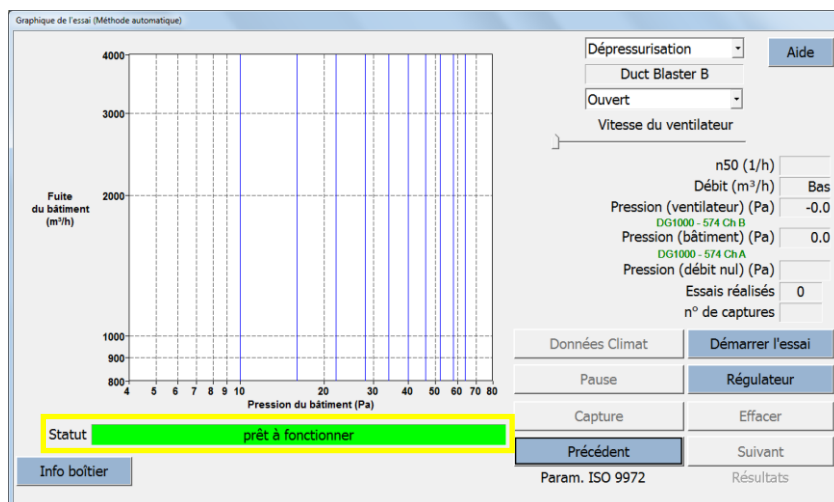 Graphique de l'essai (Méthode automatique)
Dépressurisation
Aide
Duct Blaster B
Ouvert
Vitesse du ventilateur
4000
3000
2000
1000
900
800
Fuite
du bâtiment
(m³/h)
4 5 6 7 8 9 10 20 30 40 50 60 70 80
Pression du bâtiment (Pa)
n50 (1/h)
Débit (m³/h) Bas
Pression (ventilateur) (Pa) -0.0
DG1000 - 574 Ch B
Pression (bâtiment) (Pa) 0.0
DG1000 - 574 Ch A
Pression (débit nul) (Pa)
Essais réalisés 0
n° de captures
Données Climat Démarrer l'essai
Pause Régulateur
Capture Effacer
Précédent Suivant
Param. ISO 9972 Résultats
Statut prêt à fonctionner
Info boîtier